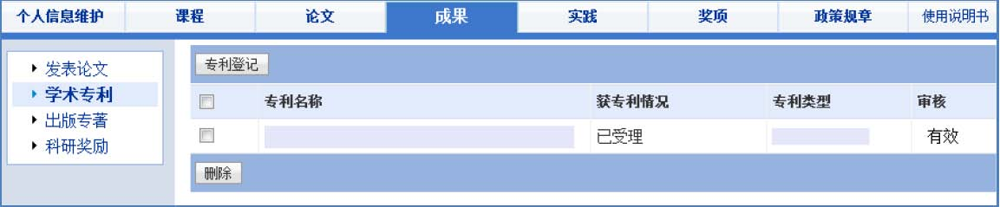 个人信息维护 课程 论文 成果 实践 奖项 政策规章 使用说明书
发表论文
学术专利
出版专著
科研奖励
专利登记
专利名称 获专利情况 专利类型 审核
已受理 有效
删除